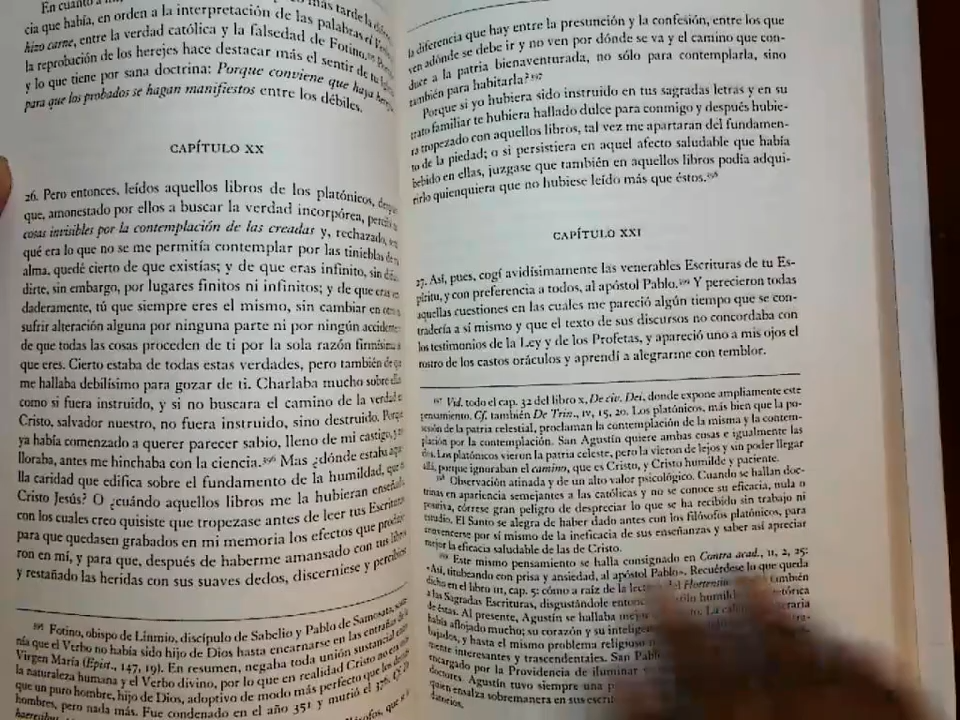 En cuanto a mí,
más tarde la
cia que había, en orden a la interpretación de las palabras el
hizo carne, entre la verdad católica y la falsedad de Fotino.
la reprobación de los herejes hace destacar más el sentir de tu
y lo que tiene por sana doctrina: Porque conviene que haya
para que los probados se hagan manifiestos entre los débiles.
CAPÍTULO XX
26. Pero entonces, leídos aquellos libros de los platónicos,
que, amonestado por ellos a buscar la verdad incorpórea,
cosas invisibles por la contemplación de las creadas y, rechazado,
qué era lo que no se me permitía contemplar por las tinieblas de
alma, quedé cierto de que existías; y de que eras infinito, sin
dirte, sin embargo, por lugares finitos ni infinitos; y de que eras
daderamente, tú que siempre eres el mismo, sin cambiar en
sufrir alteración alguna por ninguna parte ni por ningún accidente
de que todas las cosas proceden de ti por la sola razón firmísima
que eres. Cierto estaba de todas estas verdades, pero también de
me hallaba debilísimo para gozar de ti. Charlaba mucho sobre
como si fuera instruido, y si no buscara el camino de la verdad
Cristo, salvador nuestro, no fuera instruido, sino destruido.
ya había comenzado a querer parecer sabio, lleno de mi castigo, y
lloraba, antes me hinchaba con la ciencia.³⁹⁶ Mas ¿dónde estaba
lla caridad que edifica sobre el fundamento de la humildad, que
Cristo Jesús? O ¿cuándo aquellos libros me la hubieran
con los cuales creo quisiste que tropezase antes de leer tus
para que quedasen grabados en mi memoria los efectos que
ron en mí, y para que, después de haberme amansado con tus libros
y restañado las heridas con sus suaves dedos, discerniese y
³⁹⁵ Fotino, obispo de Linmio, discípulo de Sabelio y Pablo de Samosata,
nía que el Verbo no había sido hijo de Dios hasta encarnarse en las entrañas de
Virgen María (Epist., 147, 19). En resumen, negaba toda unión sustancial
la naturaleza humana y el Verbo divino, por lo que en realidad Cristo no era
que un puro hombre, hijo de Dios, adoptivo de modo más perfecto que los
hombres, pero nada más. Fue condenado en el año 351 y murió el 376.
la diferencia que hay entre la presunción y la confesión, entre los que
ven adónde se debe ir y no ven por dónde se va y el camino que con-
duce a la patria bienaventurada, no sólo para contemplarla, sino
también para habitarla?³⁹⁷
Porque si yo hubiera sido instruido en tus sagradas letras y en su
trato familiar te hubiera hallado dulce para conmigo y después hubie-
ra tropezado con aquellos libros, tal vez me apartaran del fundamen-
to de la piedad; o si persistiera en aquel afecto saludable que había
bebido en ellas, juzgase que también en aquellos libros podía adqui-
rirlo quienquiera que no hubiese leído más que éstos.³⁹⁸
CAPÍTULO XXI
27. Así, pues, cogí avidísimamente las venerables Escrituras de tu Es-
píritu, y con preferencia a todos, al apóstol Pablo.³⁹⁹ Y perecieron todas
aquellas cuestiones en las cuales me pareció algún tiempo que se con-
tradecía a sí mismo y que el texto de sus discursos no concordaba con
los testimonios de la Ley y de los Profetas, y apareció uno a mis ojos el
rostro de los castos oráculos y aprendí a alegrarme con temblor.
³⁹⁷ Vid. todo el cap. 32 del libro X, De civ. Dei, donde expone ampliamente este
pensamiento. Cf. también De Trin., IV, 15, 20. Los platónicos, más bien que la po-
sesión de la patria celestial, proclaman la contemplación de la misma y la contem-
plación por la contemplación. San Agustín quiere ambas cosas e igualmente las
dos. Los platónicos vieron la patria celeste, pero la vieron de lejos y sin poder llegar
allá, porque ignoraban el camino, que es Cristo, y Cristo humilde y paciente.
³⁹⁸ Observación atinada y de un alto valor psicológico. Cuando se hallan doc-
trinas en apariencia semejantes a las católicas y no se conoce su eficacia, nula o
positiva, córrese gran peligro de despreciar lo que se ha recibido sin trabajo ni
estudio. El Santo se alegra de haber dado antes con los filósofos platónicos, para
convencerse por sí mismo de la ineficacia de sus enseñanzas y saber así apreciar
mejor la eficacia saludable de las de Cristo.
³⁹⁹ Este mismo pensamiento se halla consignado en Contra acad., II, 2, 25:
«Así, titubeando con prisa y ansiedad, al apóstol Pablo». Recuérdese lo que queda
dicho en el libro III, cap. 5: cómo a raíz de la del también
a las Sagradas Escrituras, disgustándole
de éstas. Al presente, Agustín se hallaba
había aflojado mucho; su corazón y su
bajados, y hasta el mismo problema religioso
mente interesantes y trascendentales. San
encargado por la Providencia de iluminar
doctores. Agustín tuvo siempre una
quien ensalza sobremanera en sus